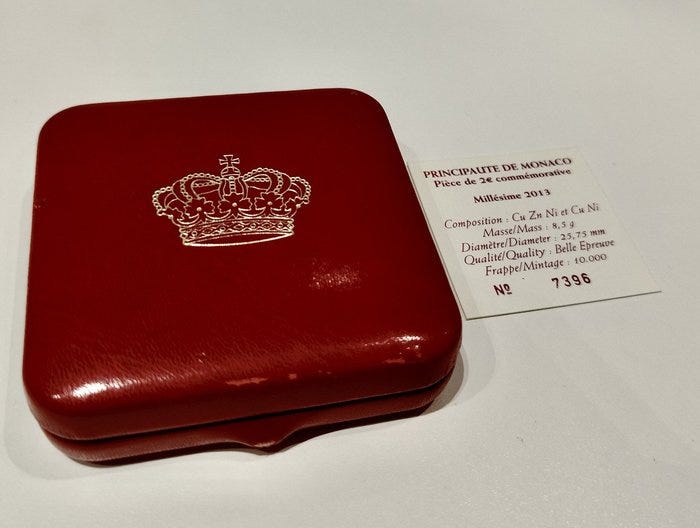 PRINCIPAUTE DE MONACO
Pièce de 2€ commémorative
Millésime 2013
Composition : Cu Zn Ni et Cu Ni
Masse/Mass : 8,5 g
Diamètre/Diameter : 25,75 mm
Qualité/Quality : Belle Epreuve
Frappe/Mintage : 10.000
Nº 7396